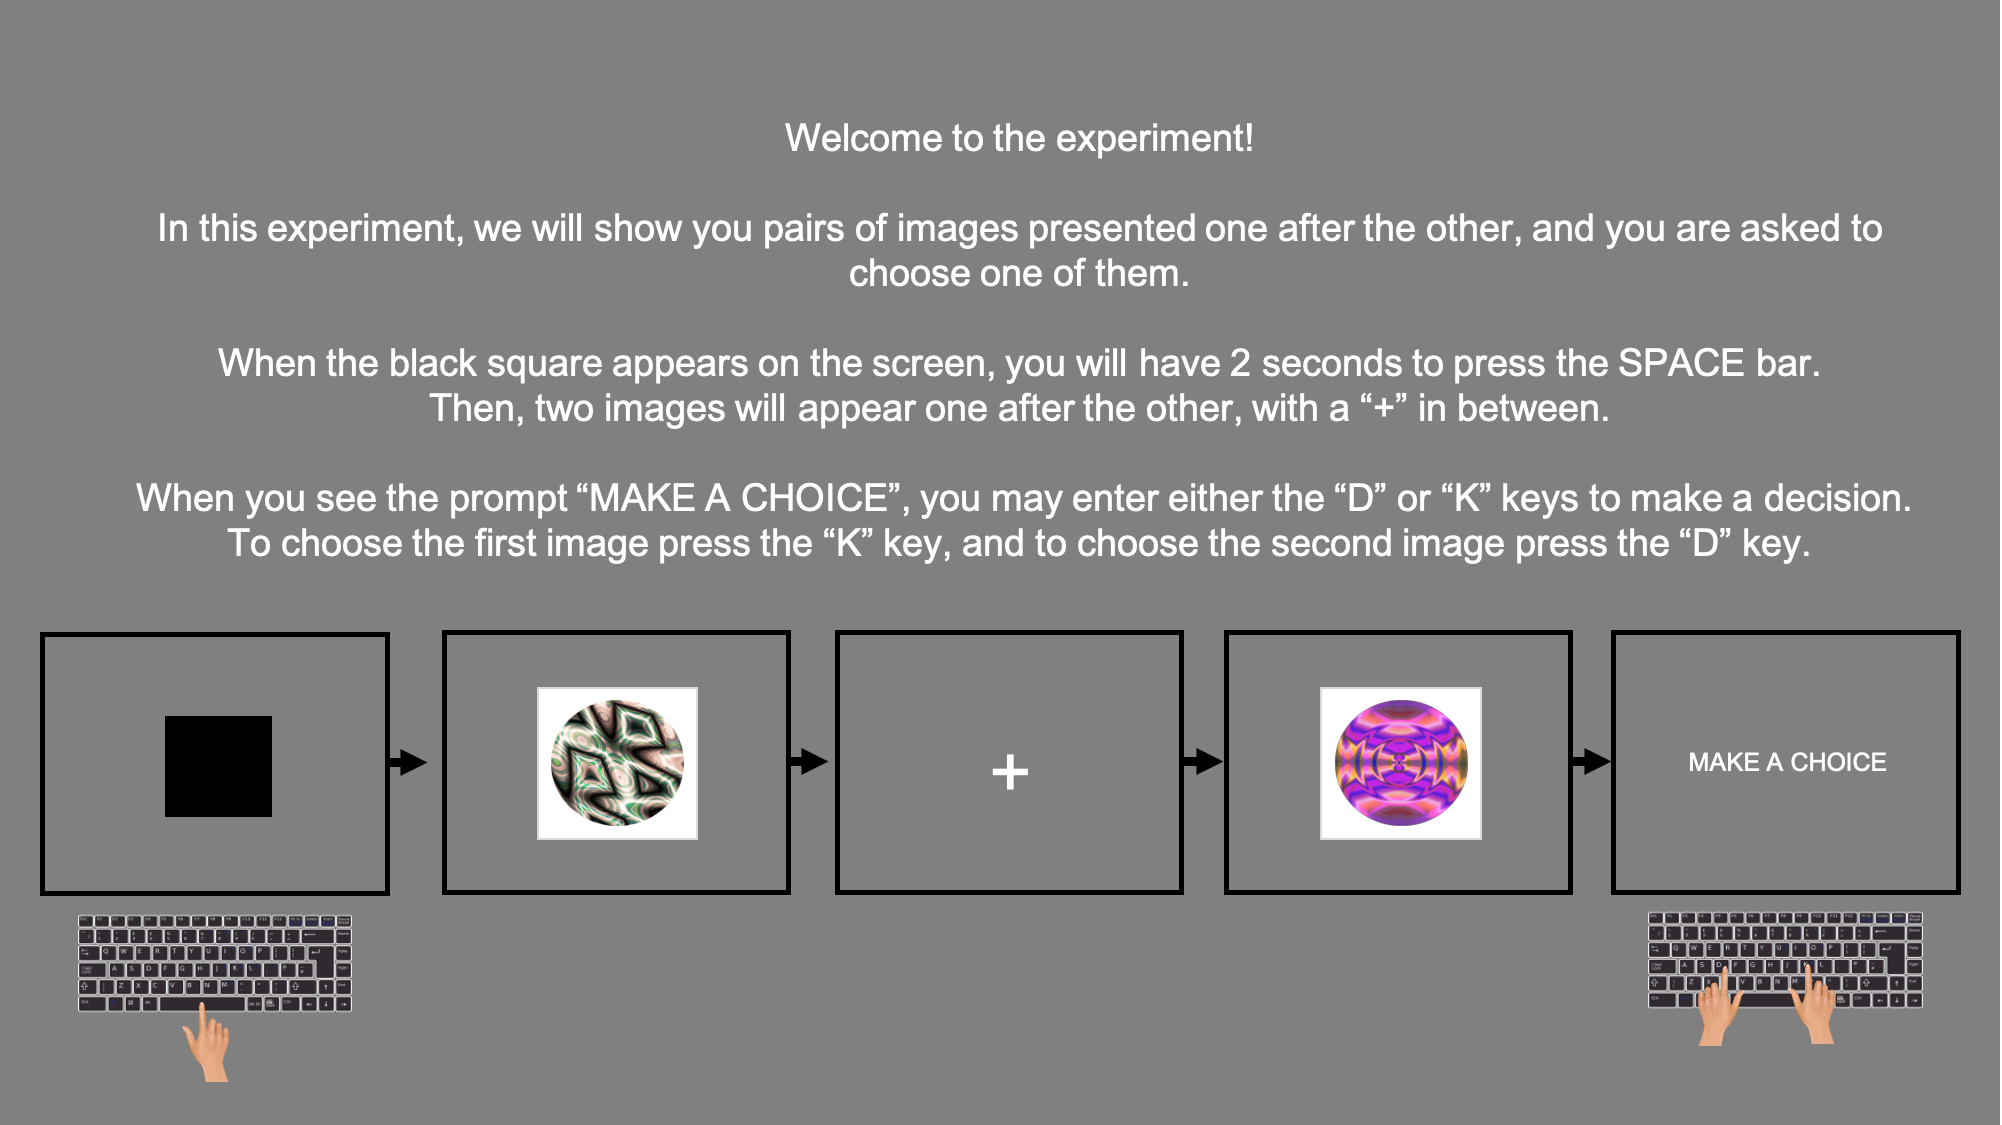 Welcome to the experiment!
In this experiment, we will show you pairs of images presented one after the other, and you are asked to
choose one of them.
When the black square appears on the screen, you will have 2 seconds to press the SPACE bar.
Then, two images will appear one after the other, with a “+” in between.
When you see the prompt “MAKE A CHOICE”, you may enter either the “D” or “K” keys to make a decision.
To choose the first image press the “K” key, and to choose the second image press the “D” key.
+
MAKE A CHOICE